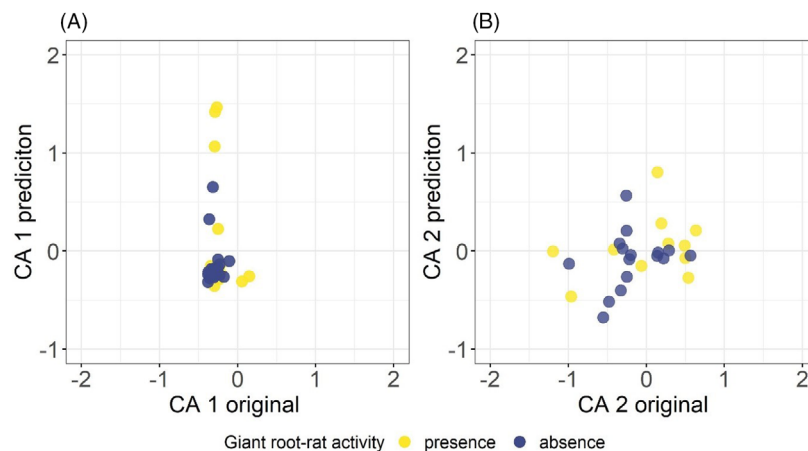 (A)
(B)
2
1
0
-1
-2
-1
0
1
2
CA 1 prediciton
CA 1 original
2
1
0
-1
-2
-1
0
1
2
CA 2 prediction
CA 2 original
Giant root-rat activity presence absence